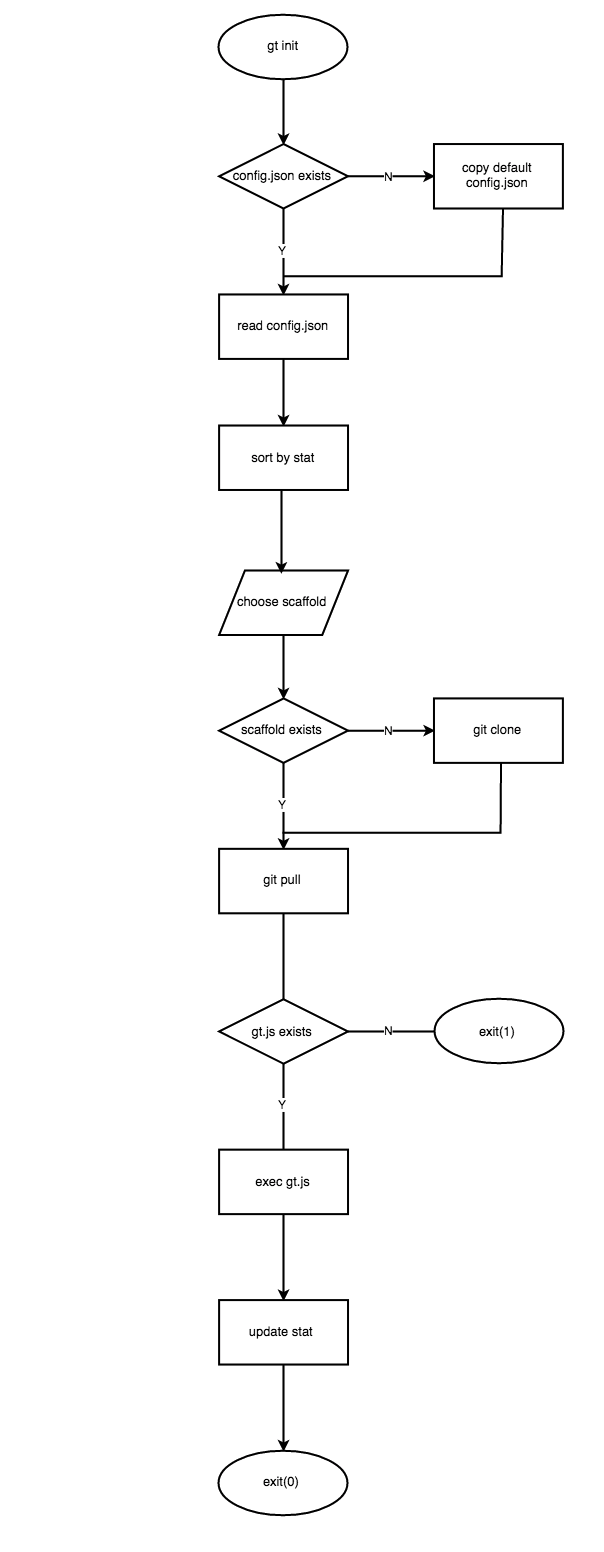 gt init
config.json exists
N
copy default
config.json
Y
read config.json
sort by stat
choose scaffold
scaffold exists
N
git clone
Y
git pull
gt.js exists
N
exit(1)
Y
exec gt.js
update stat
exit(0)